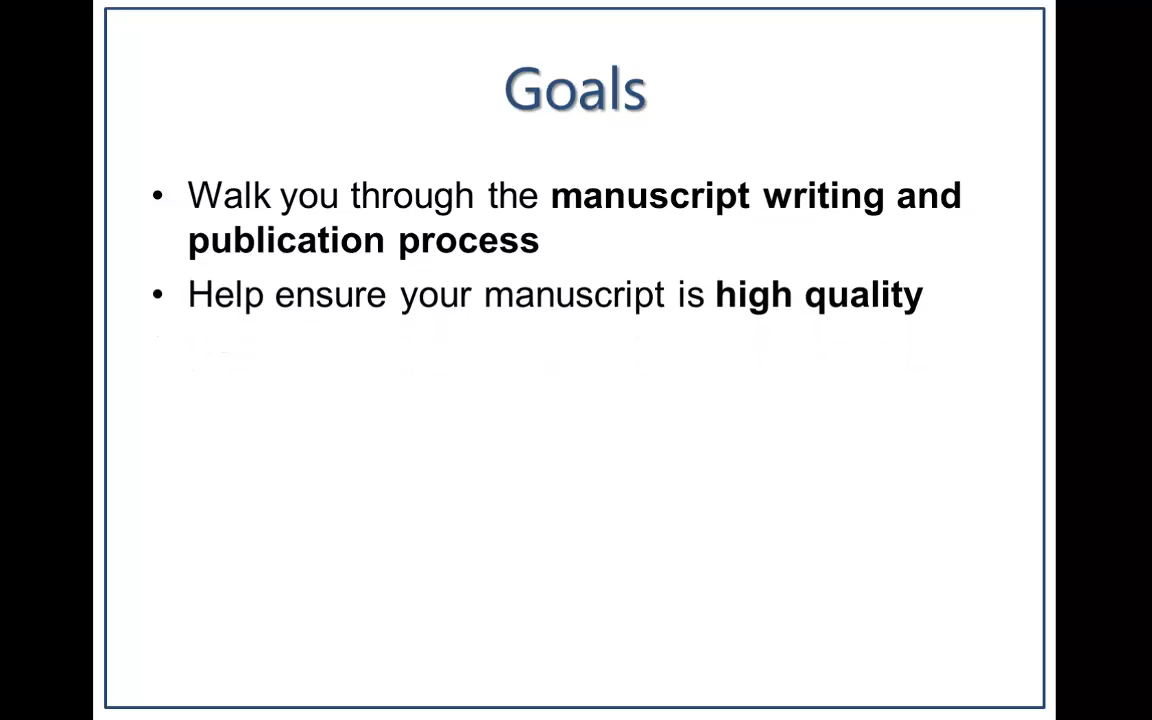 Goals
• Walk you through the manuscript writing and
publication process
• Help ensure your manuscript is high quality